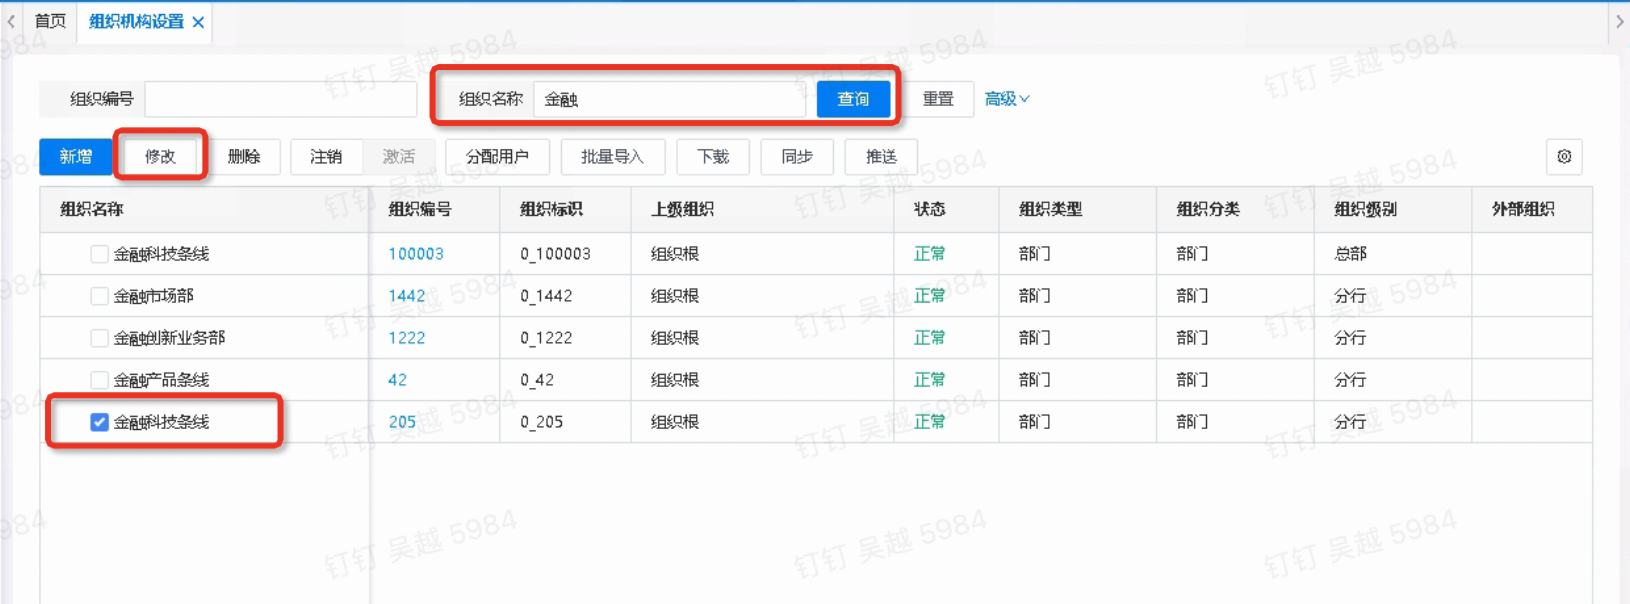 首页 组织机构设置
组织编号 组织名称 金融 查询 重置 高级
新增 修改 删除 注销 激活 分配用户 批量导入 下载 同步 推送
组织名称 组织编号 组织标识 上级组织 状态 组织类型 组织分类 组织级别 外部组织
金融科技条线 100003 0_100003 组织根 正常 部门 部门 总部
金融市场部 1442 0_1442 组织根 正常 部门 部门 分行
金融创新业务部 1222 0_1222 组织根 正常 部门 部门 分行
金融产品条线 42 0_42 组织根 正常 部门 部门 分行
金融科技条线 205 0_205 组织根 正常 部门 部门 分行
钉钉 吴越 5984